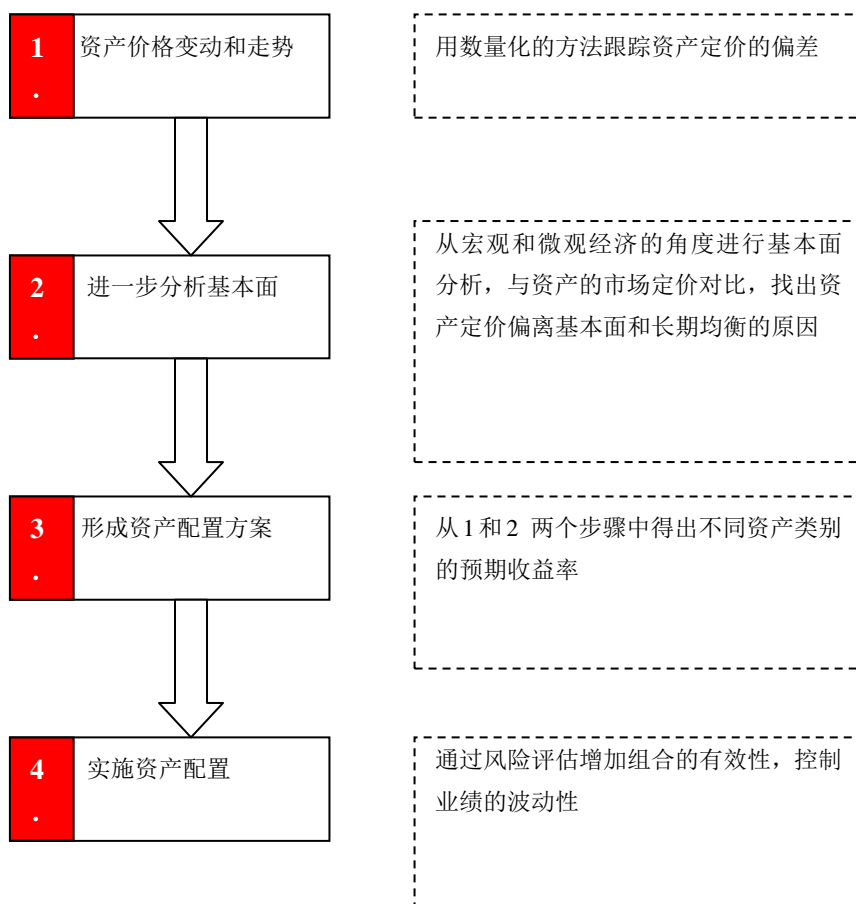 1 资产价格变动和走势
.
用数量化的方法跟踪资产定价的偏差
2 进一步分析基本面
.
从宏观和微观经济的角度进行基本面
分析，与资产的市场定价对比，找出资
产定价偏离基本面和长期均衡的原因
3 形成资产配置方案
.
从1和2 两个步骤中得出不同资产类别
的预期收益率
4 实施资产配置
.
通过风险评估增加组合的有效性，控制
业绩的波动性